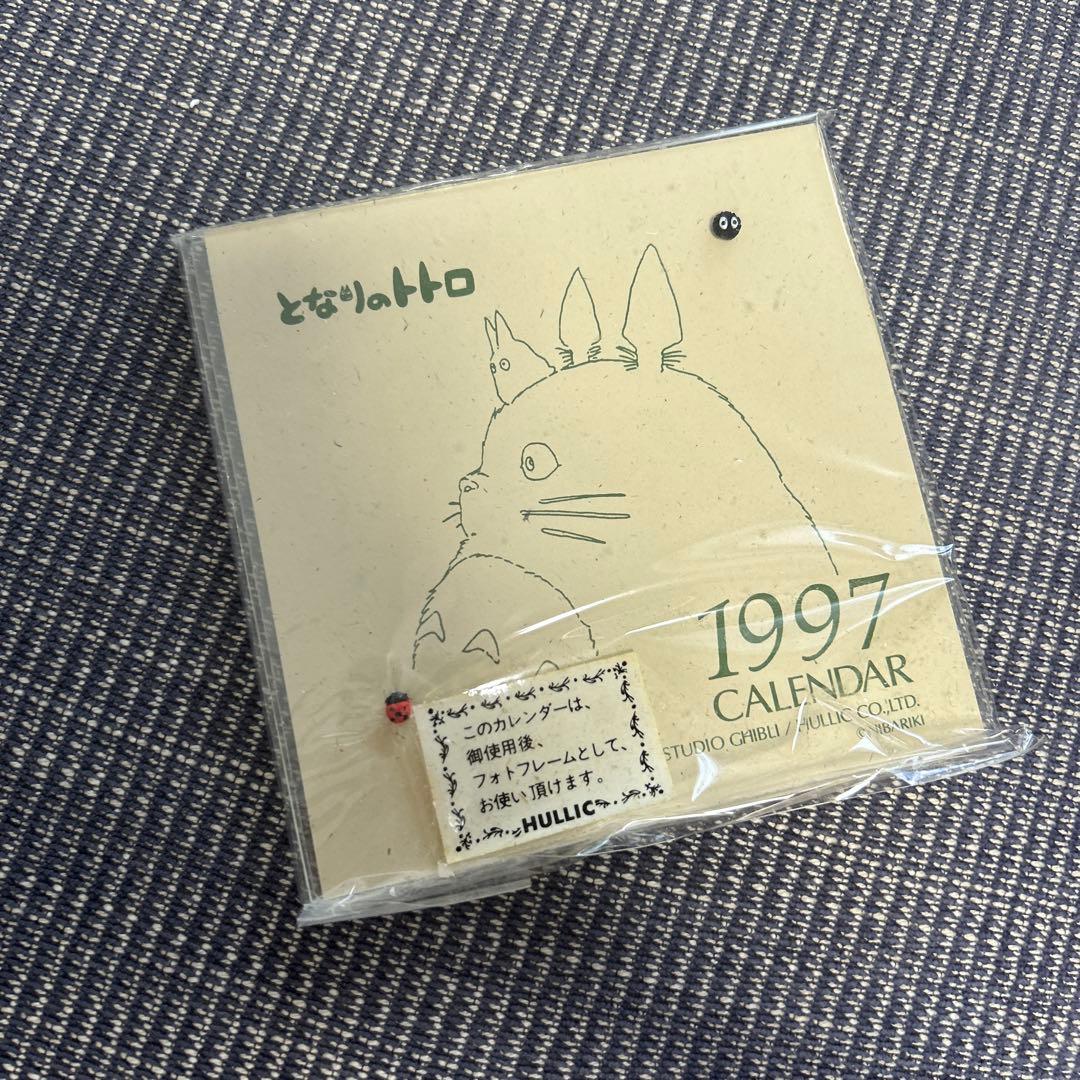 となりのトトロ
1997
CALENDAR
STUDIO GHIBLI / HULLIC CO.,LTD.
©NIBARIKI
このカレンダーは、
御使用後、
フォトフレームとして、
お使い頂けます。
HULLIC